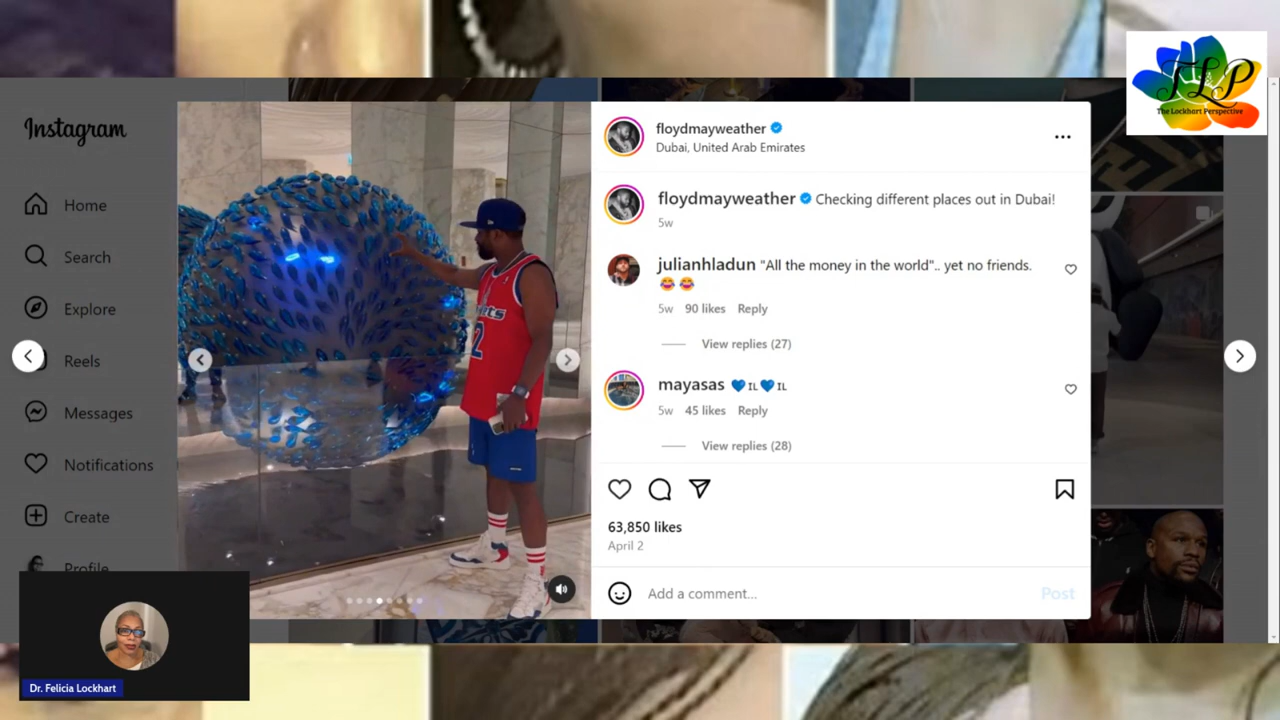 TLP
The Lockhart Perspective
Instagram
Home
Search
Explore
Reels
Messages
Notifications
Create
Profile
Dr. Felicia Lockhart
2
floydmayweather
Dubai, United Arab Emirates
floydmayweather Checking different places out in Dubai!
5w
julianhladun "All the money in the world".. yet no friends.
😂 😂
5w 90 likes Reply
View replies (27)
mayasas 💙🇮🇱💙🇮🇱
5w 45 likes Reply
View replies (28)
63,850 likes
April 2
Add a comment...
Post